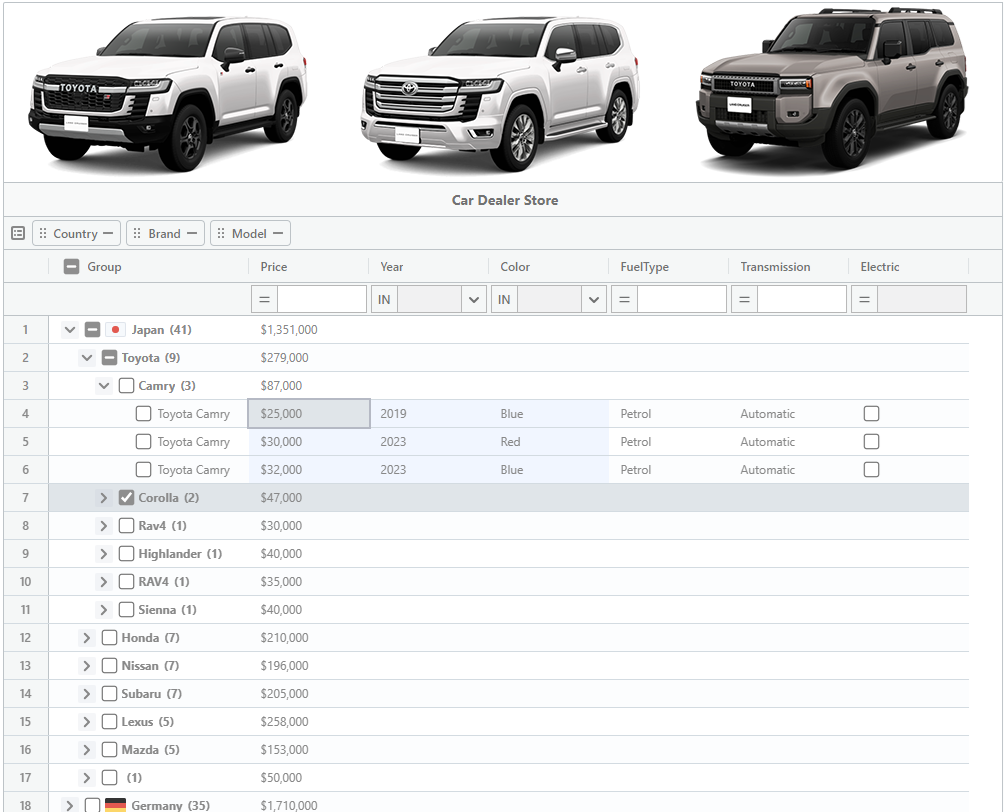 TOYOTA
LAND CRUISER
LAND CRUISER
TOYOTA
LAND CRUISER
Car Dealer Store
Country Brand Model
Group Price Year Color FuelType Transmission Electric
= IN IN = = =
1 Japan (41) $1,351,000
2 Toyota (9) $279,000
3 Camry (3) $87,000
4 Toyota Camry $25,000 2019 Blue Petrol Automatic
5 Toyota Camry $30,000 2023 Red Petrol Automatic
6 Toyota Camry $32,000 2023 Blue Petrol Automatic
7 Corolla (2) $47,000
8 Rav4 (1) $30,000
9 Highlander (1) $40,000
10 RAV4 (1) $35,000
11 Sienna (1) $40,000
12 Honda (7) $210,000
13 Nissan (7) $196,000
14 Subaru (7) $205,000
15 Lexus (5) $258,000
16 Mazda (5) $153,000
17 (1) $50,000
18 Germany (35) $1,710,000